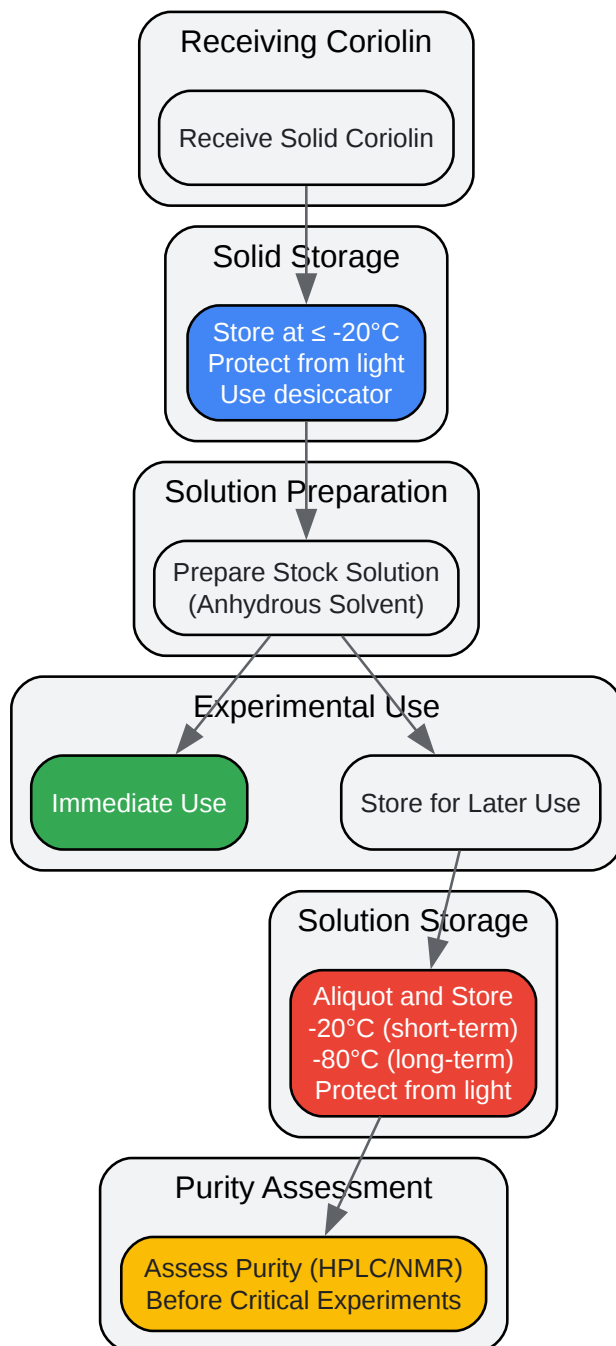 Receiving Coriolin
Receive Solid Coriolin
Solid Storage
Store at ≤ -20°C
Protect from light
Use desiccator
Solution Preparation
Prepare Stock Solution
(Anhydrous Solvent)
Experimental Use
Immediate Use
Store for Later Use
Solution Storage
Aliquot and Store
-20°C (short-term)
-80°C (long-term)
Protect from light
Purity Assessment
Assess Purity (HPLC/NMR)
Before Critical Experiments